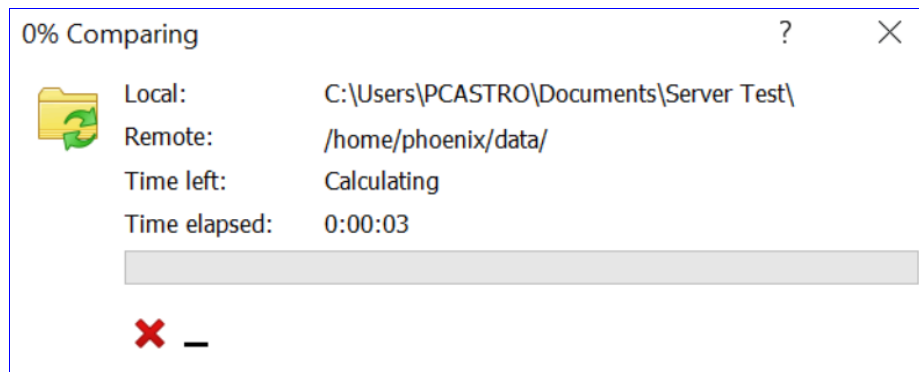 0% Comparing ?
Local: C:\Users\PCASTRO\Documents\Server Test\
Remote: /home/phoenix/data/
Time left: Calculating
Time elapsed: 0:00:03